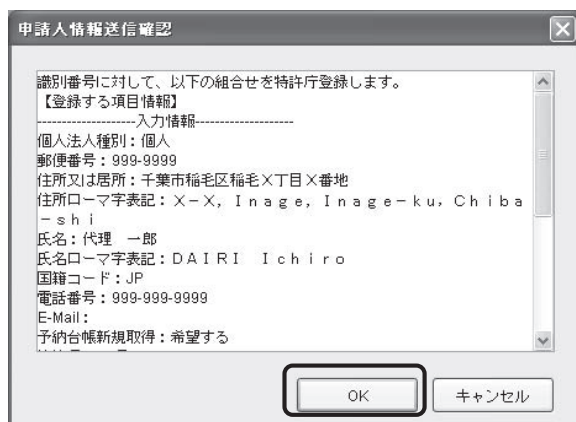 申請人情報送信確認
識別番号に対して、以下の組合せを特許庁登録します。
【登録する項目情報】
--------------------入力情報--------------------
個人法人種別：個人
郵便番号：999-9999
住所又は居所：千葉市稲毛区稲毛X丁目X番地
住所ローマ字表記：Ｘ－Ｘ，Ｉｎａｇｅ，Ｉｎａｇｅ－ｋｕ，Ｃｈｉｂａ
－ｓｈｉ
氏名：代理　一郎
氏名ローマ字表記：ＤＡＩＲＩ　Ｉｃｈｉｒｏ
国籍コード：JP
電話番号：999-999-9999
E-Mail：
予納台帳新規取得：希望する
OK
キャンセル